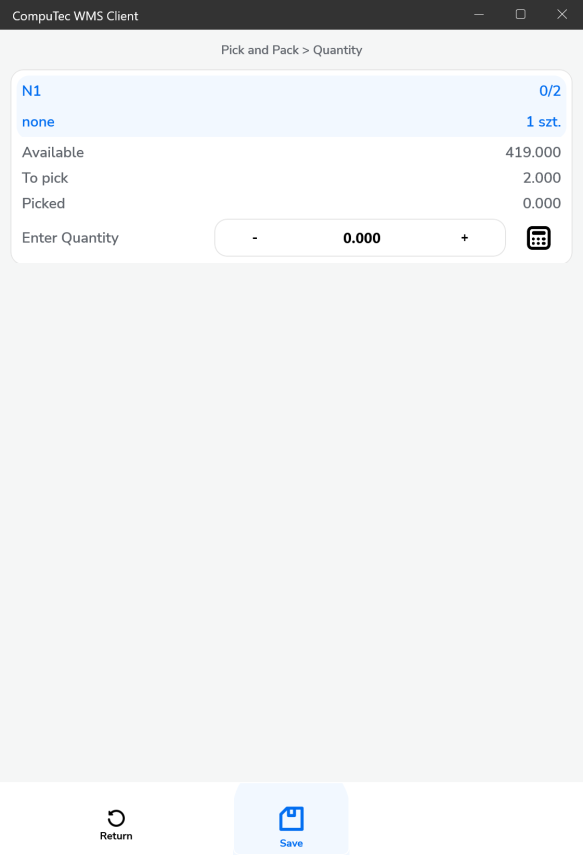 CompuTec WMS Client
Pick and Pack > Quantity
N1 0/2
none 1 szt.
Available 419.000
To pick 2.000
Picked 0.000
Enter Quantity - 0.000 +
Return Save